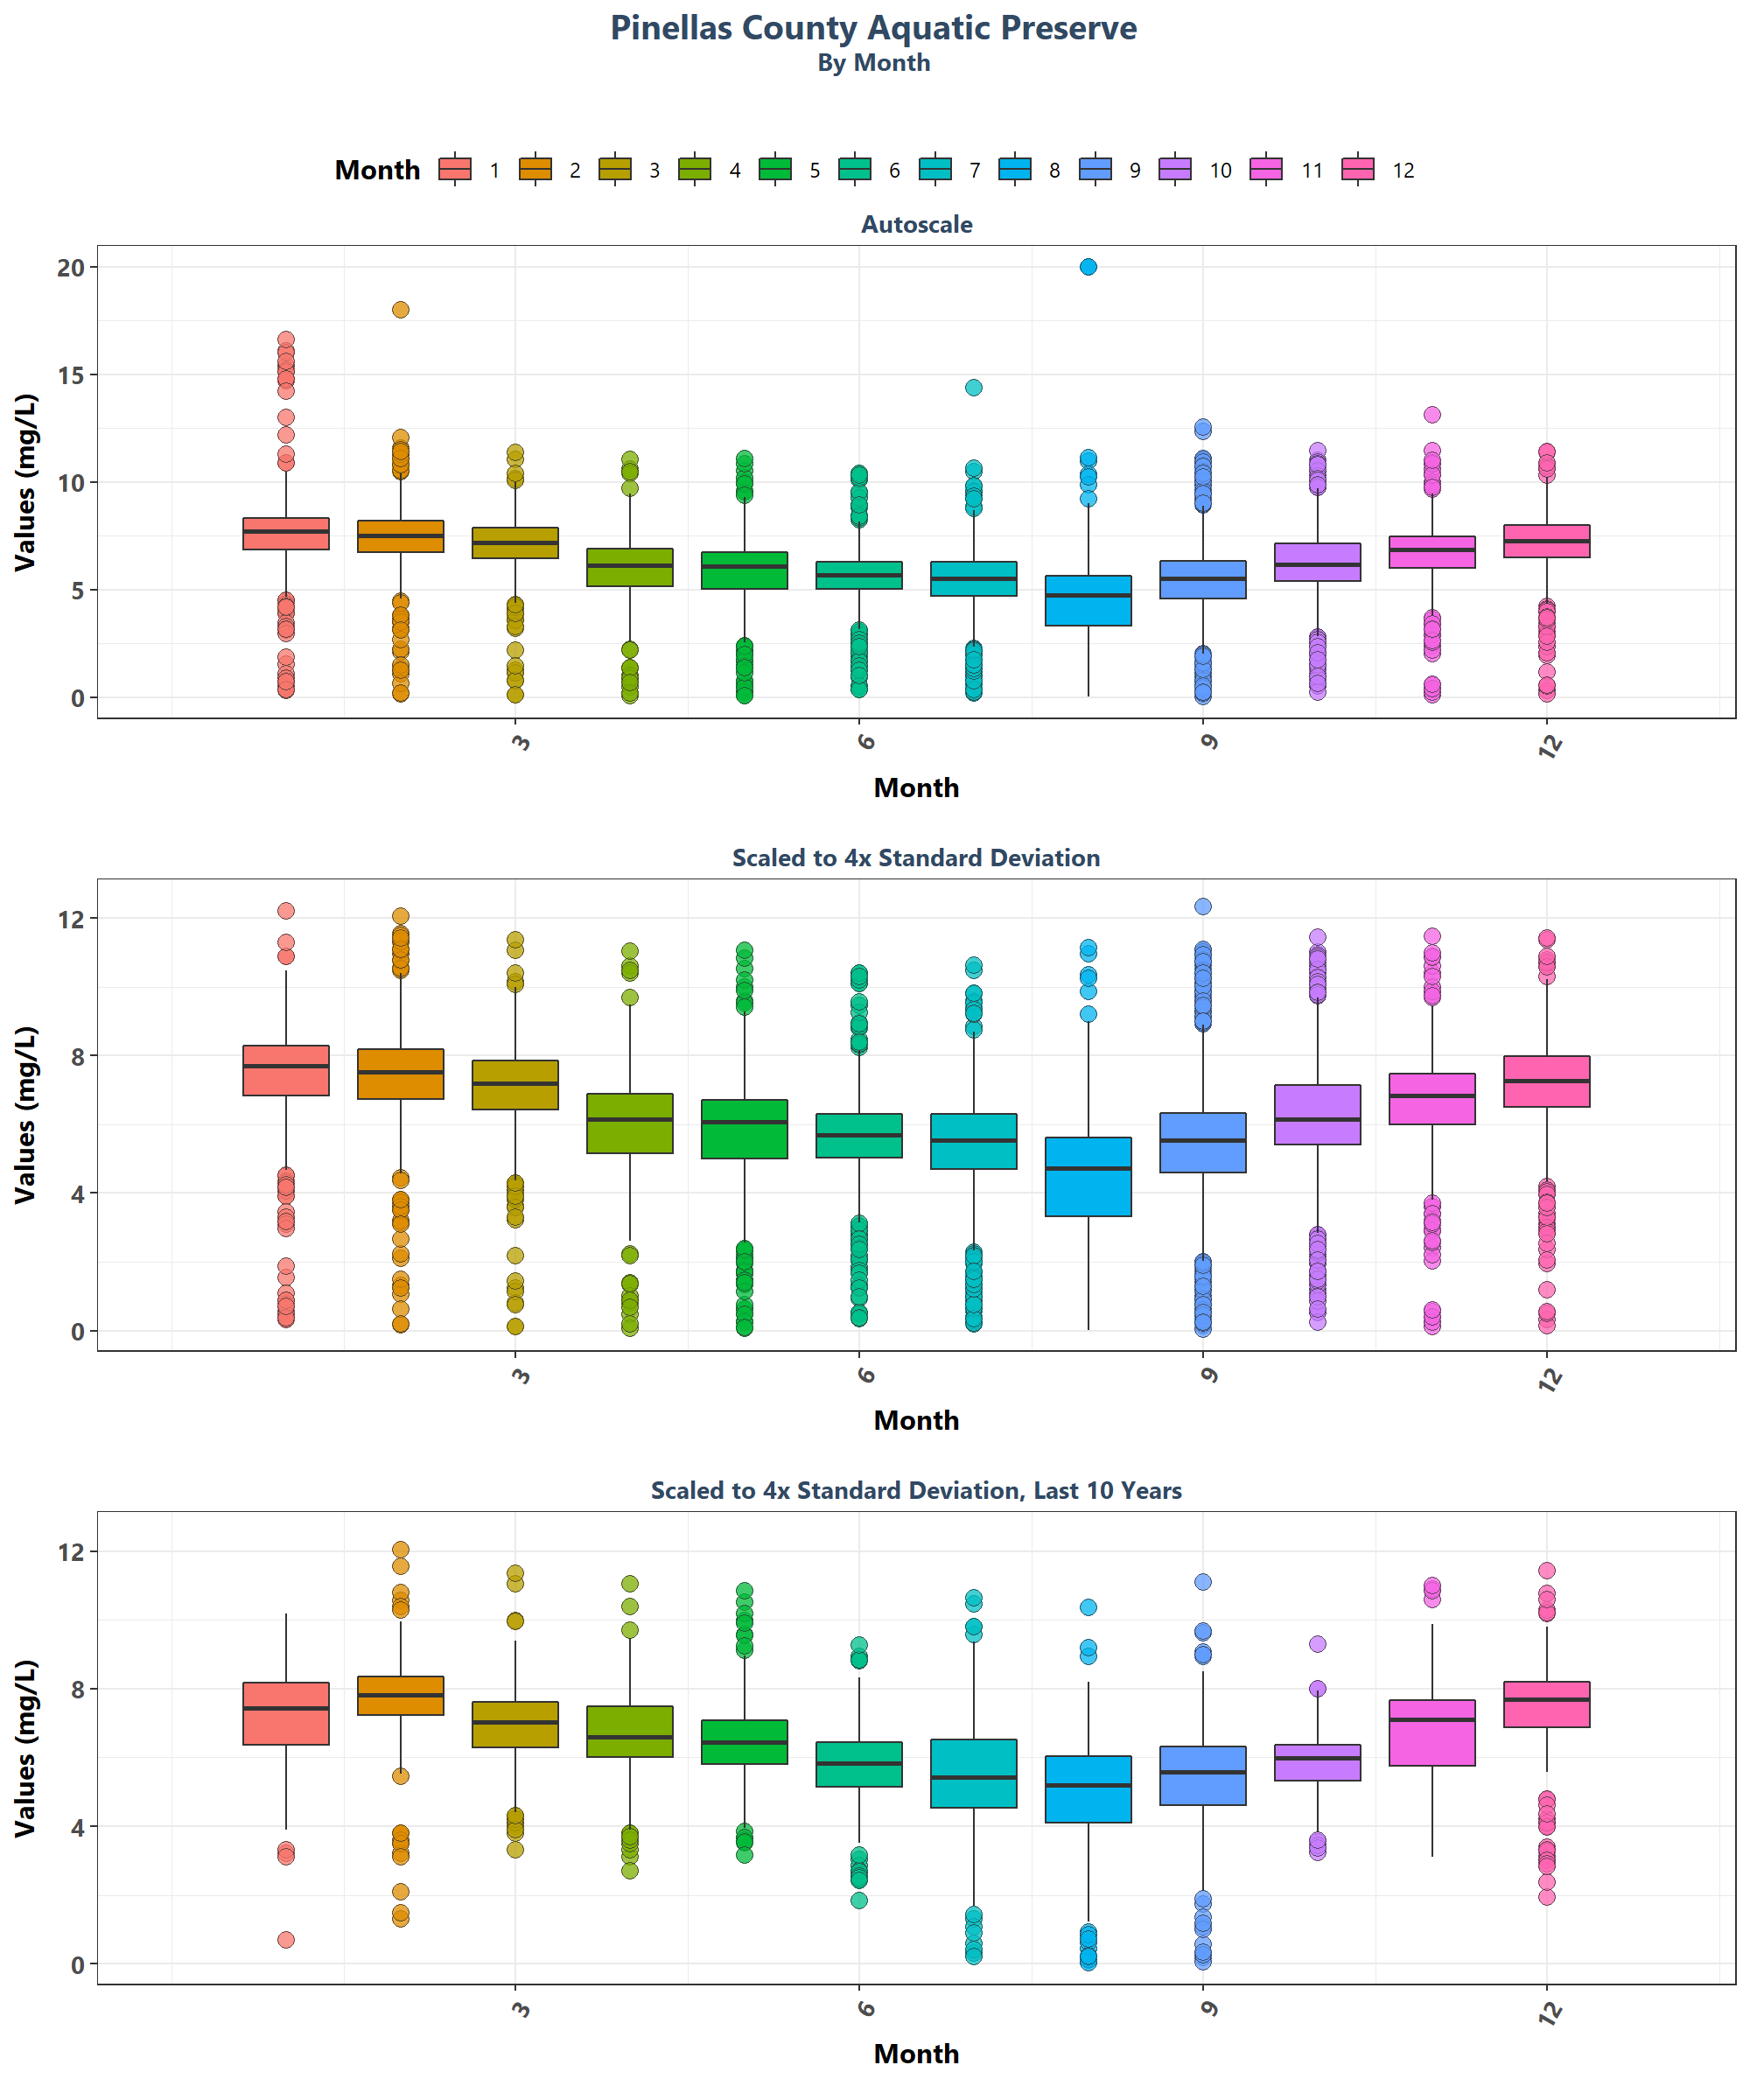 Pinellas County Aquatic Preserve
By Month
Month 1 2 3 4 5 6 7 8 9 10 11 12
Autoscale
Values (mg/L)
20
15
10
5
0
3 6 9 12
Month
Scaled to 4x Standard Deviation
Values (mg/L)
12
8
4
0
3 6 9 12
Month
Scaled to 4x Standard Deviation, Last 10 Years
Values (mg/L)
12
8
4
0
3 6 9 12
Month